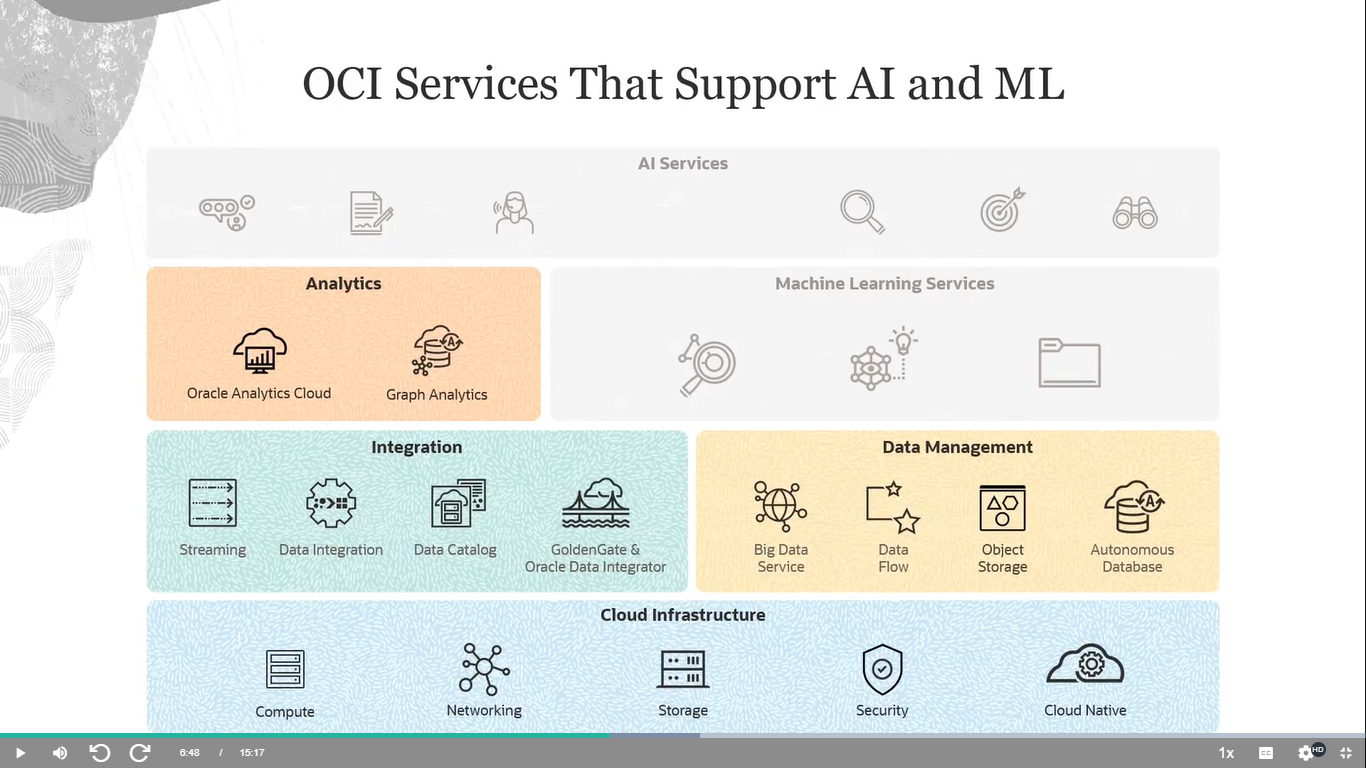 OCI Services That Support AI and ML
AI Services
Analytics
Oracle Analytics Cloud
Graph Analytics
Machine Learning Services
Integration
Streaming
Data Integration
Data Catalog
GoldenGate &
Oracle Data Integrator
Data Management
Big Data
Service
Data
Flow
Object
Storage
Autonomous
Database
Cloud Infrastructure
Compute
Networking
Storage
Security
Cloud Native
6:48 / 15:17
1x
CC
HD